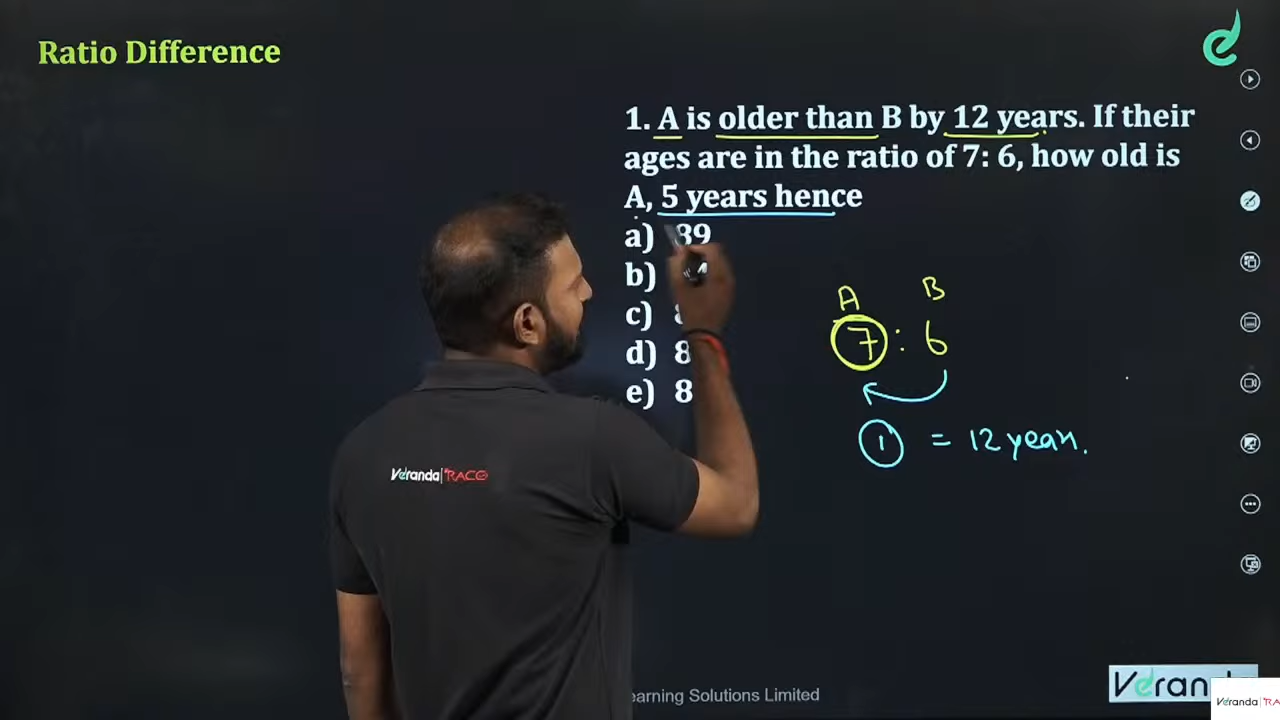 Ratio Difference
1. A is older than B by 12 years. If their
ages are in the ratio of 7: 6, how old is
A, 5 years hence
a) 89
b)
c)
d) 8
e) 8
A B
7 : 6
1 = 12 year.
Veranda RACE
Learning Solutions Limited
Veranda
Veranda